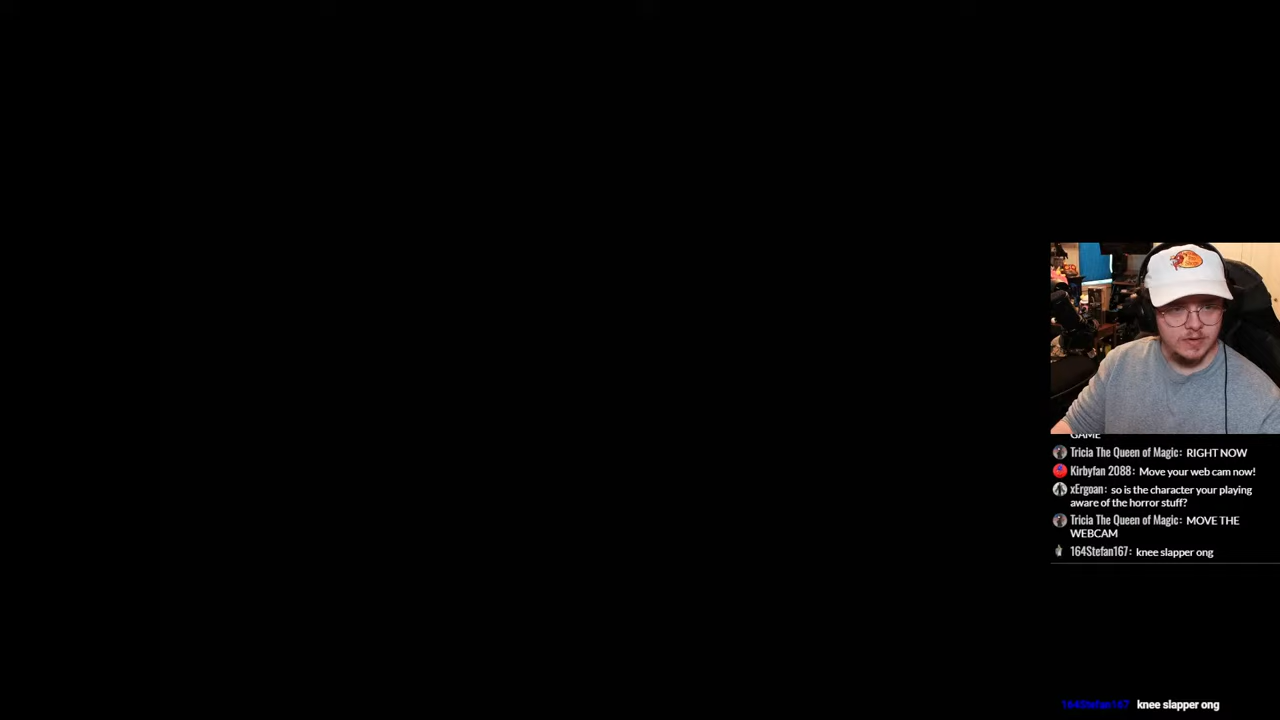 GAME
Tricia The Queen of Magic: RIGHT NOW
Kirbyfan 2088: Move your web cam now!
xErgoan: so is the character your playing
aware of the horror stuff?
Tricia The Queen of Magic: MOVE THE
WEBCAM
164Stefan167: knee slapper ong
164Stefan167 knee slapper ong